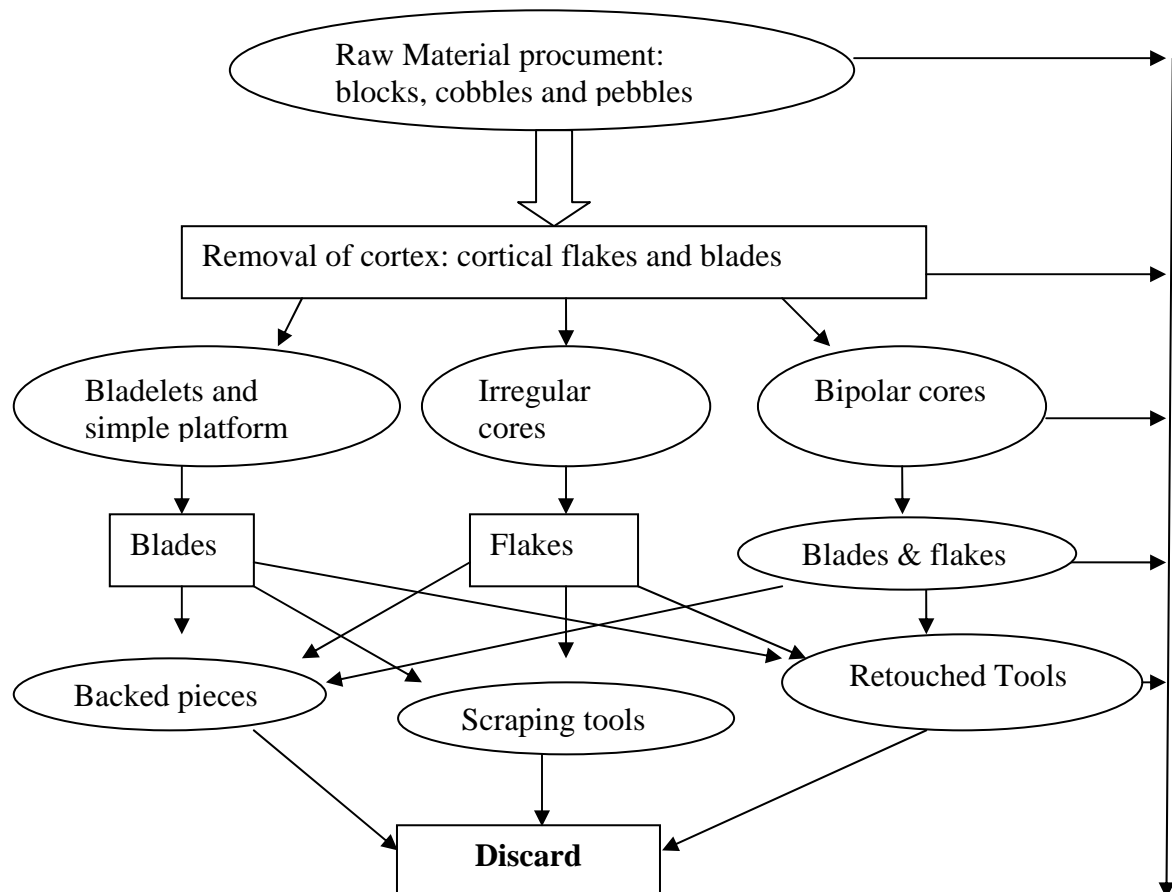 Raw Material procument:
blocks, cobbles and pebbles
Removal of cortex: cortical flakes and blades
Bladelets and
simple platform
Irregular
cores
Bipolar cores
Blades
Flakes
Blades & flakes
Backed pieces
Scraping tools
Retouched Tools
Discard